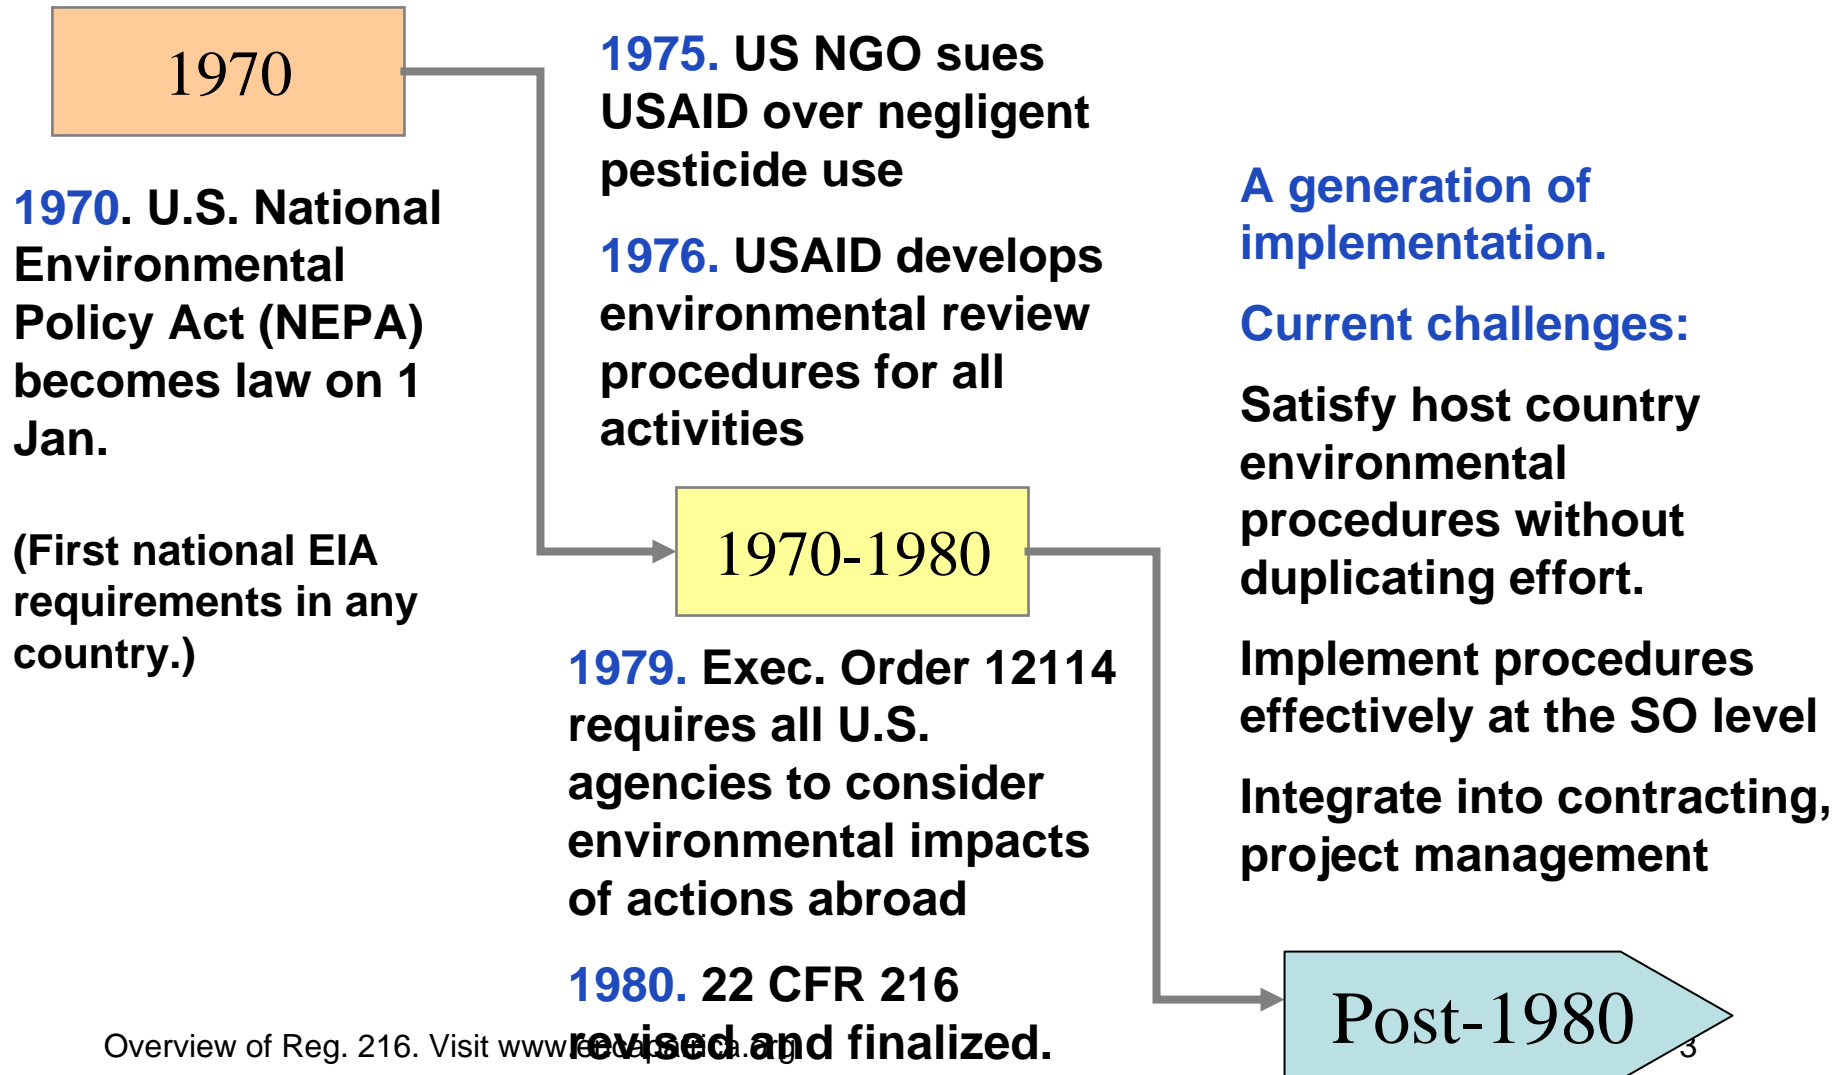 1970
1970. U.S. National
Environmental
Policy Act (NEPA)
becomes law on 1
Jan.
(First national EIA
requirements in any
country.)
1975. US NGO sues
USAID over negligent
pesticide use
1976. USAID develops
environmental review
procedures for all
activities
1970-1980
1979. Exec. Order 12114
requires all U.S.
agencies to consider
environmental impacts
of actions abroad
1980. 22 CFR 216
revised and finalized.
A generation of
implementation.
Current challenges:
Satisfy host country
environmental
procedures without
duplicating effort.
Implement procedures
effectively at the SO level
Integrate into contracting,
project management
Post-1980
Overview of Reg. 216. Visit
3